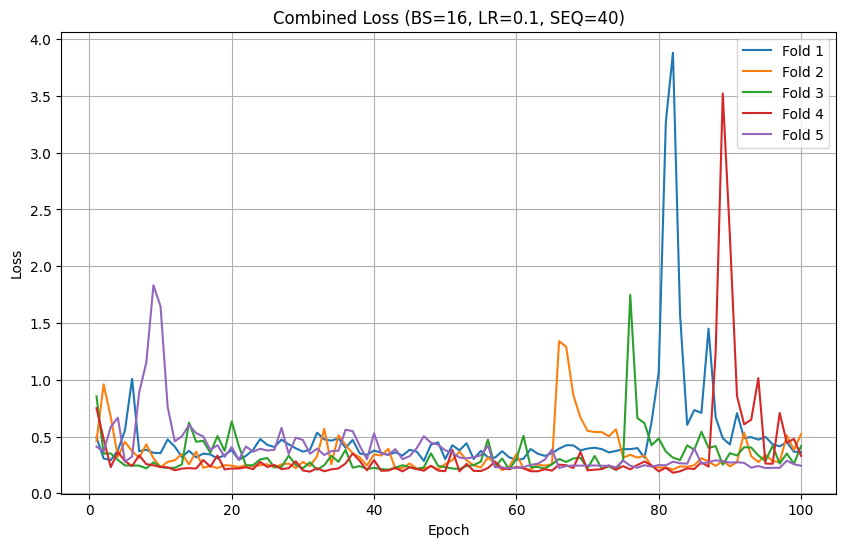 Combined Loss (BS=16, LR=0.1, SEQ=40)
4.0
3.5
3.0
2.5
2.0
1.5
1.0
0.5
0.0
Loss
0
20
40
60
80
100
Epoch
Fold 1
Fold 2
Fold 3
Fold 4
Fold 5